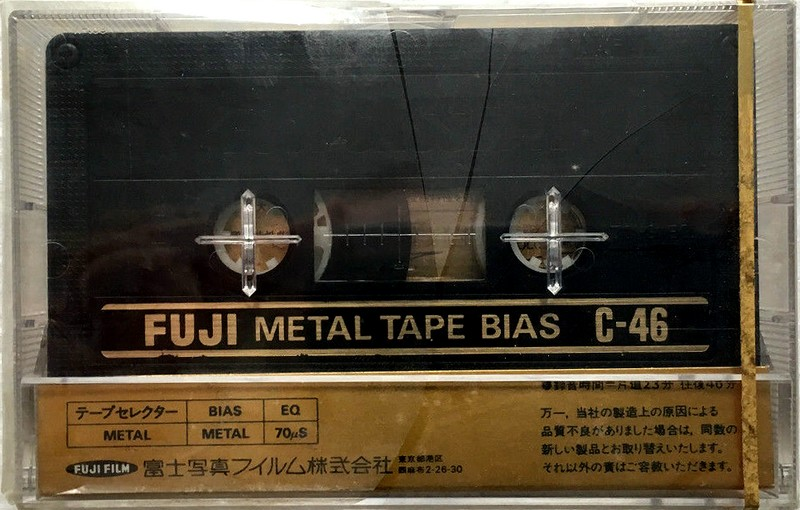 FUJI METAL TAPE BIAS C-46
●録音時間=片道23分 往復46分
テープセレクター BIAS EQ
METAL METAL 70μS
FUJI FILM 富士写真フイルム株式会社 東京都港区
西麻布2-26-30
万一,当社の製造上の原因による
品質不良がありました場合は,同数の
新しい製品とお取り替えいたします。
それ以外の責はご容赦いただきます。